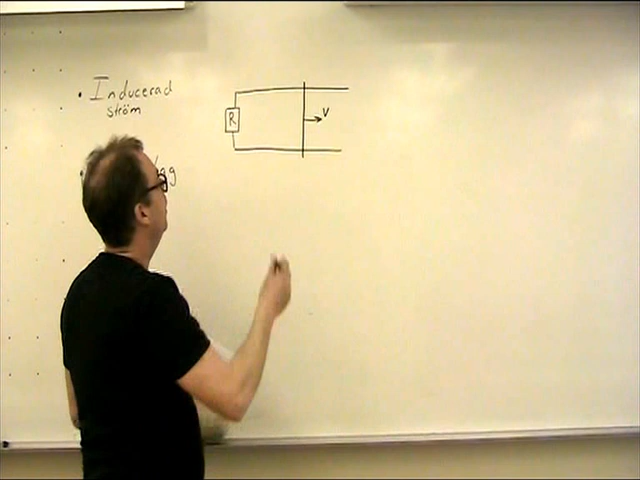 • Inducerad
ström
R
v